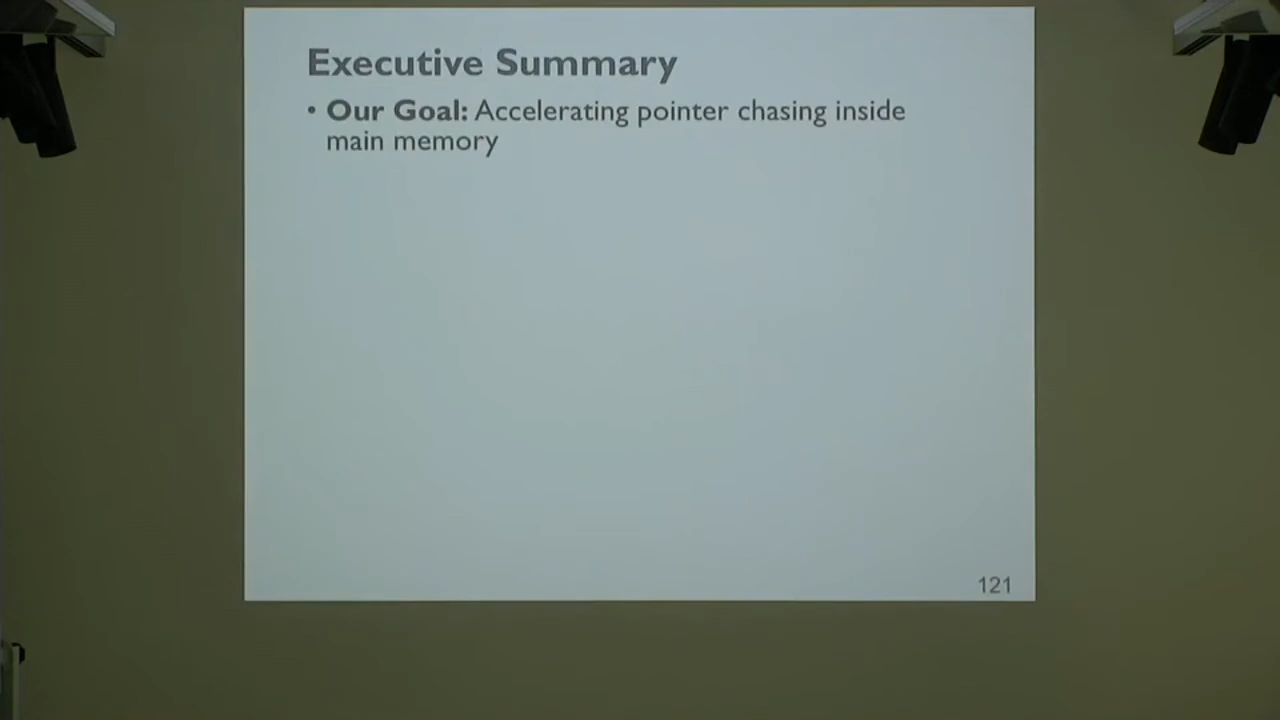 Executive Summary
• Our Goal: Accelerating pointer chasing inside
main memory
121